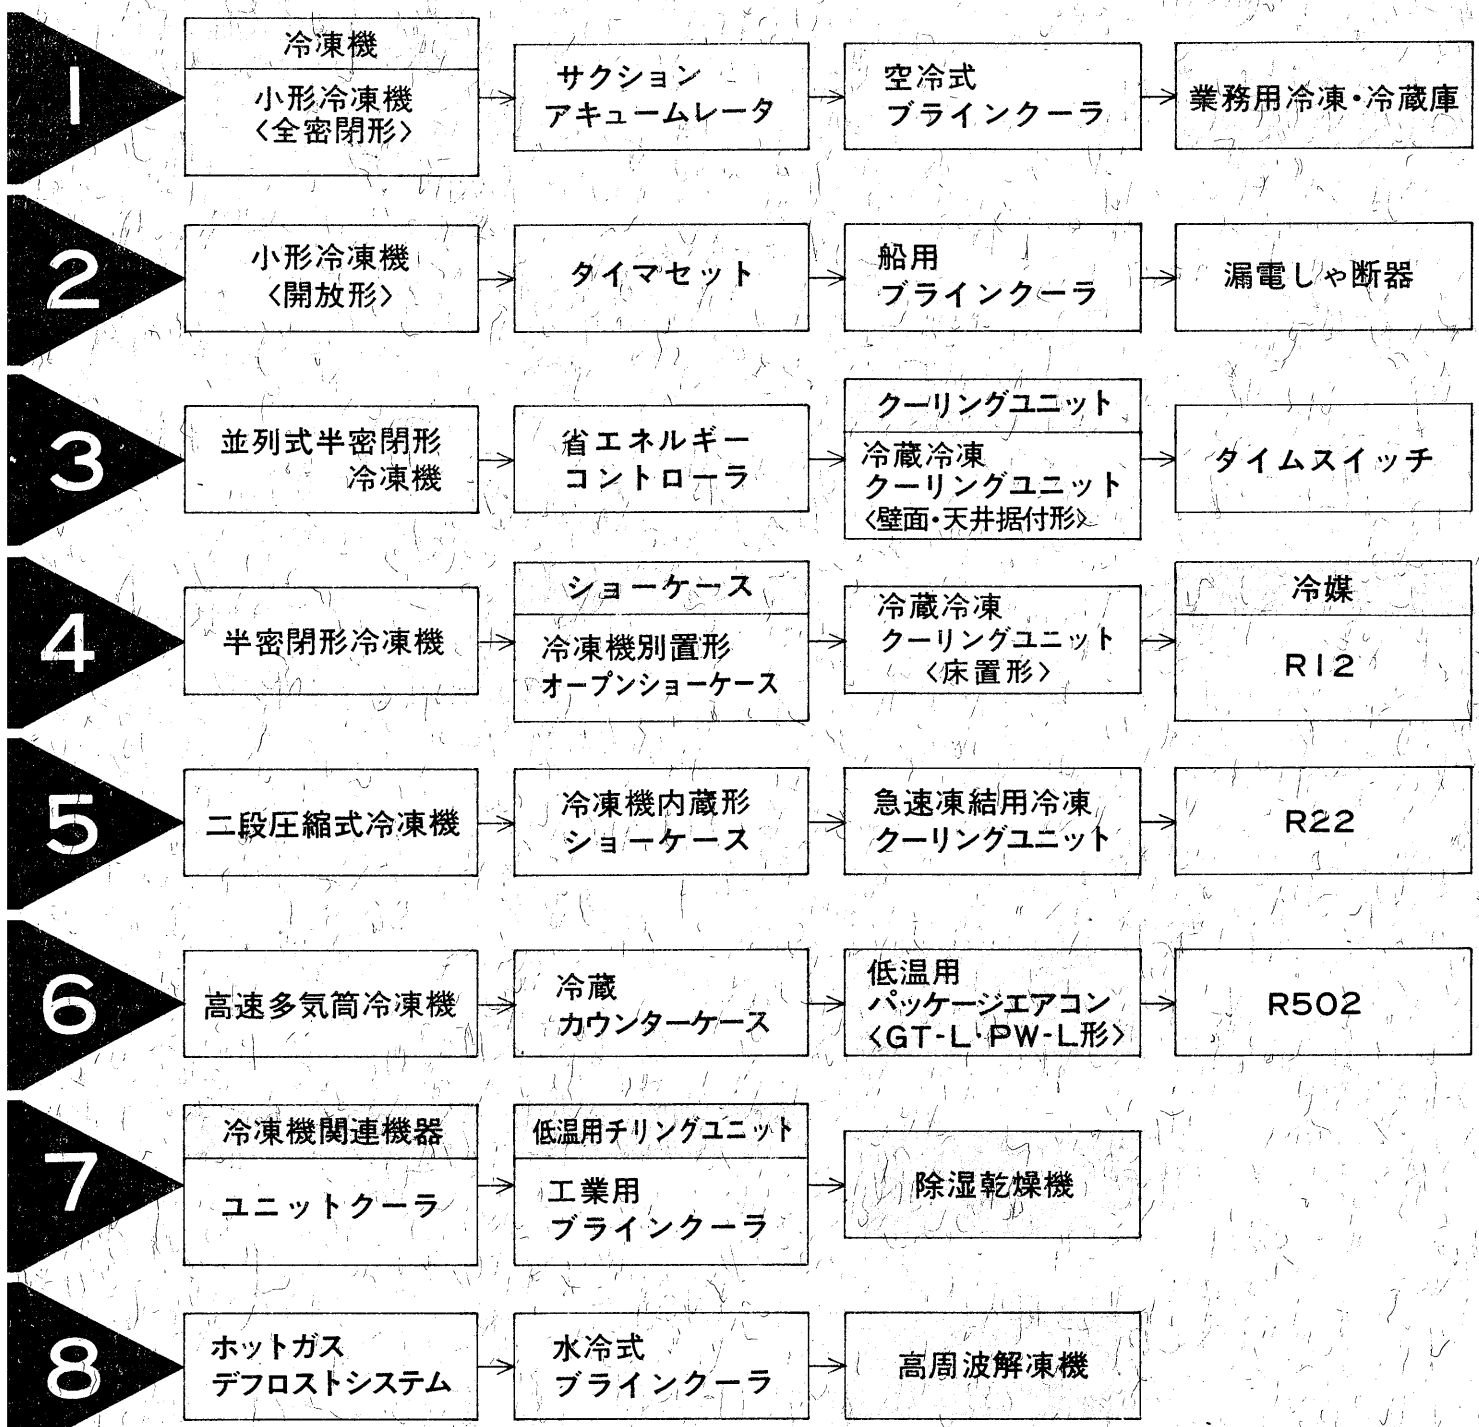 1
冷凍機
小形冷凍機
〈全密閉形〉
サクション
アキュームレータ
空冷式
ブラインクーラ
業務用冷凍・冷蔵庫
2
小形冷凍機
〈開放形〉
タイマセット
船用
ブラインクーラ
漏電しゃ断器
3
並列式半密閉形
冷凍機
省エネルギー
コントローラ
クーリングユニット
冷蔵冷凍
クーリングユニット
〈壁面・天井据付形〉
タイムスイッチ
4
半密閉形冷凍機
ショーケース
冷凍機別置形
オープンショーケース
冷蔵冷凍
クーリングユニット
〈床置形〉
冷媒
R12
5
二段圧縮式冷凍機
冷凍機内蔵形
ショーケース
急速凍結用冷凍
クーリングユニット
R22
6
高速多気筒冷凍機
冷蔵
カウンターケース
低温用
パッケージエアコン
〈GT-L・PW-L形〉
R502
7
冷凍機関連機器
ユニットクーラ
低温用チリングユニット
工業用
ブラインクーラ
除湿乾燥機
8
ホットガス
デフロストシステム
水冷式
ブラインクーラ
高周波解凍機